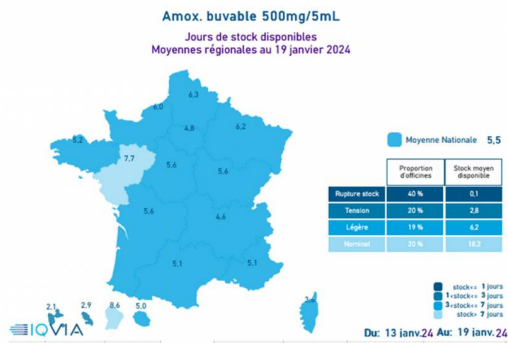 Amox. buvable 500mg/5mL
Jours de stock disponibles
Moyennes régionales au 19 janvier 2024
6,3
6,0
4,8
6,2
5,2
7,7
5,6
5,6
Moyenne Nationale 5,5
Proportion d'officines
Stock moyen disponible
Rupture stock 40 % 0,1
Tension 20 % 2,8
Légère 19 % 6,2
Nominal 20 % 18,2
5,6
4,6
5,1
5,1
stock<= 1 jours
1<stock<= 3 jours
3<stock<= 7 jours
stock> 7 jours
2,1
2,9
8,6
5,0
IQVIA
Du: 13 janv.24 Au: 19 janv.24